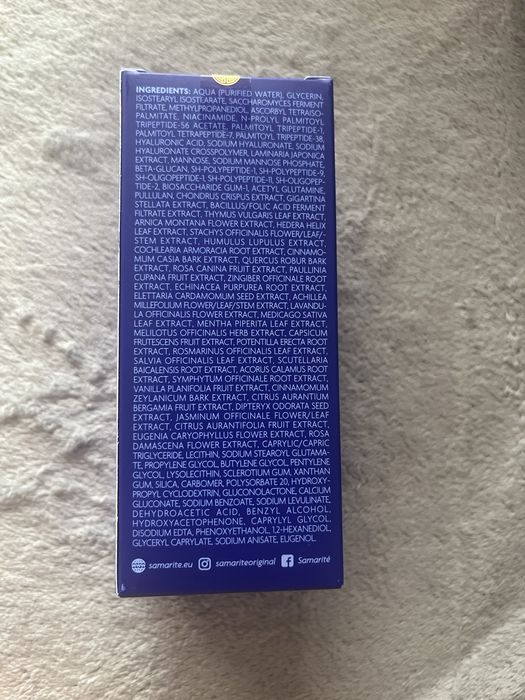 INGREDIENTS: AQUA (PURIFIED WATER), GLYCERIN,
ISOSTEARYL ISOSTEARATE, SACCHAROMYCES FERMENT
FILTRATE, METHYLPROPANEDIOL, ASCORBYL TETRAISO-
PALMITATE, NIACINAMIDE, N-PROLYL PALMITOYL
TRIPEPTIDE-56 ACETATE, PALMITOYL TRIPEPTIDE-1,
PALMITOYL TETRAPEPTIDE-7, PALMITOYL TRIPEPTIDE-38,
HYALURONIC ACID, SODIUM HYALURONATE, SODIUM
HYALURONATE CROSSPOLYMER, LAMINARIA JAPONICA
EXTRACT, MANNOSE, SODIUM MANNOSE PHOSPHATE,
BETA-GLUCAN, SH-POLYPEPTIDE-1, SH-POLYPEPTIDE-9,
SH-OLIGOPEPTIDE-1, SH-POLYPEPTIDE-11, SH-OLIGOPEP-
TIDE-2, BIOSACCHARIDE GUM-1, ACETYL GLUTAMINE,
PULLULAN, CHONDRUS CRISPUS EXTRACT, GIGARTINA
STELLATA EXTRACT, BACILLUS/FOLIC ACID FERMENT
FILTRATE EXTRACT, THYMUS VULGARIS LEAF EXTRACT,
ARNICA MONTANA FLOWER EXTRACT, HEDERA HELIX
LEAF EXTRACT, STACHYS OFFICINALIS FLOWER/LEAF/-
STEM EXTRACT, HUMULUS LUPULUS EXTRACT,
COCHLEARIA ARMORACIA ROOT EXTRACT, CINNAMO-
MUM CASIA BARK EXTRACT, QUERCUS ROBUR BARK
EXTRACT, ROSA CANINA FRUIT EXTRACT, PAULLINIA
CUPANA FRUIT EXTRACT, ZINGIBER OFFICINALE ROOT
EXTRACT, ECHINACEA PURPUREA ROOT EXTRACT,
ELETTARIA CARDAMOMUM SEED EXTRACT, ACHILLEA
MILLEFOLIUM FLOWER/LEAF/STEM EXTRACT, LAVANDU-
LA OFFICINALIS FLOWER EXTRACT, MEDICAGO SATIVA
LEAF EXTRACT, MENTHA PIPERITA LEAF EXTRACT,
MELILOTUS OFFICINALIS HERB EXTRACT, CAPSICUM
FRUTESCENS FRUIT EXTRACT, POTENTILLA ERECTA ROOT
EXTRACT, ROSMARINUS OFFICINALIS LEAF EXTRACT,
SALVIA OFFICINALIS LEAF EXTRACT, SCUTELLARIA
BAICALENSIS ROOT EXTRACT, ACORUS CALAMUS ROOT
EXTRACT, SYMPHYTUM OFFICINALE ROOT EXTRACT,
VANILLA PLANIFOLIA FRUIT EXTRACT, CINNAMOMUM
ZEYLANICUM BARK EXTRACT, CITRUS AURANTIUM
BERGAMIA FRUIT EXTRACT, DIPTERYX ODORATA SEED
EXTRACT, JASMINUM OFFICINALE FLOWER/LEAF
EXTRACT, CITRUS AURANTIFOLIA FRUIT EXTRACT,
EUGENIA CARYOPHYLLUS FLOWER EXTRACT, ROSA
DAMASCENA FLOWER EXTRACT, CAPRYLIC/CAPRIC
TRIGLYCERIDE, LECITHIN, SODIUM STEAROYL GLUTAMA-
TE, PROPYLENE GLYCOL, BUTYLENE GLYCOL, PENTYLENE
GLYCOL, LYSOLECITHIN, SCLEROTIUM GUM, XANTHAN
GUM, SILICA, CARBOMER, POLYSORBATE 20, HYDROXY-
PROPYL CYCLODEXTRIN, GLUCONOLACTONE, CALCIUM
GLUCONATE, SODIUM BENZOATE, SODIUM LEVULINATE,
DEHYDROACETIC ACID, BENZYL ALCOHOL,
HYDROXYACETOPHENONE, CAPRYLYL GLYCOL,
DISODIUM EDTA, PHENOXYETHANOL, 1,2-HEXANEDIOL,
GLYCERYL CAPRYLATE, SODIUM ANISATE, EUGENOL.
samarite.eu samariteoriginal Samarité